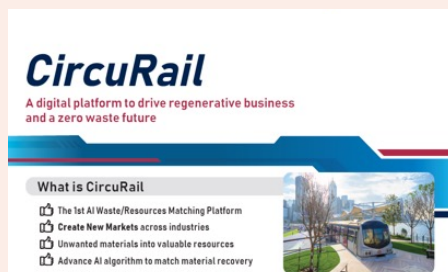 CircuRail
A digital platform to drive regenerative business
and a zero waste future
What is CircuRail
The 1st AI Waste/Resources Matching Platform
Create New Markets across industries
Unwanted materials into valuable resources
Advance AI algorithm to match material recovery